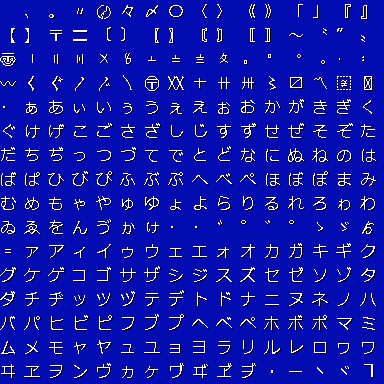 、 。 〃 〄 々 〆 〇 〈 〉 《 》 「 」 『 』
【 】 〒 〓 〔 〕 〖 〗 〘 〙 〚 〛 〜 〝 〞 〟
〠 〡 〢 〣 〤 〥 〦 〧 〨 〩 〪 〫 〬 〭 〮 〯
〰 〱 〲 〳 〴 〵 〶 〷 〸 〹 〺 〻 〼 〽 〾 〿
・ ぁ あ ぃ い ぅ う ぇ え ぉ お か が き ぎ く
ぐ け げ こ ご さ ざ し じ す ず せ ぜ そ ぞ た
だ ち ぢ っ つ づ て で と ど な に ぬ ね の は
ば ぱ ひ び ぴ ふ ぶ ぷ へ べ ぺ ほ ぼ ぽ ま み
む め も ゃ や ゅ ゆ ょ よ ら り る れ ろ ゎ わ
ゐ ゑ を ん ゔ ゕ ゖ ・ ・ ゙ ゚ ゛ ゜ ゝ ゞ ゟ
゠ ァ ア ィ イ ゥ ウ ェ エ ォ オ カ ガ キ ギ ク
グ ケ ゲ コ ゴ サ ザ シ ジ ス ズ セ ゼ ソ ゾ タ
ダ チ ヂ ッ ツ ヅ テ デ ト ド ナ ニ ヌ ネ ノ ハ
バ パ ヒ ビ ピ フ ブ プ ヘ ベ ペ ホ ボ ポ マ ミ
ム メ モ ャ ヤ ュ ユ ョ ヨ ラ リ ル レ ロ ヮ ワ
ヰ ヱ ヲ ン ヴ ヵ ヶ ヷ ヸ ヹ ヺ ・ ー ヽ ヾ ヿ